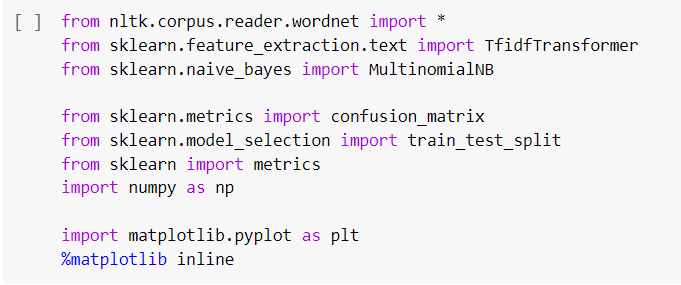 [ ] from nltk.corpus.reader.wordnet import *
from sklearn.feature_extraction.text import TfidfTransformer
from sklearn.naive_bayes import MultinomialNB
from sklearn.metrics import confusion_matrix
from sklearn.model_selection import train_test_split
from sklearn import metrics
import numpy as np
import matplotlib.pyplot as plt
%matplotlib inline